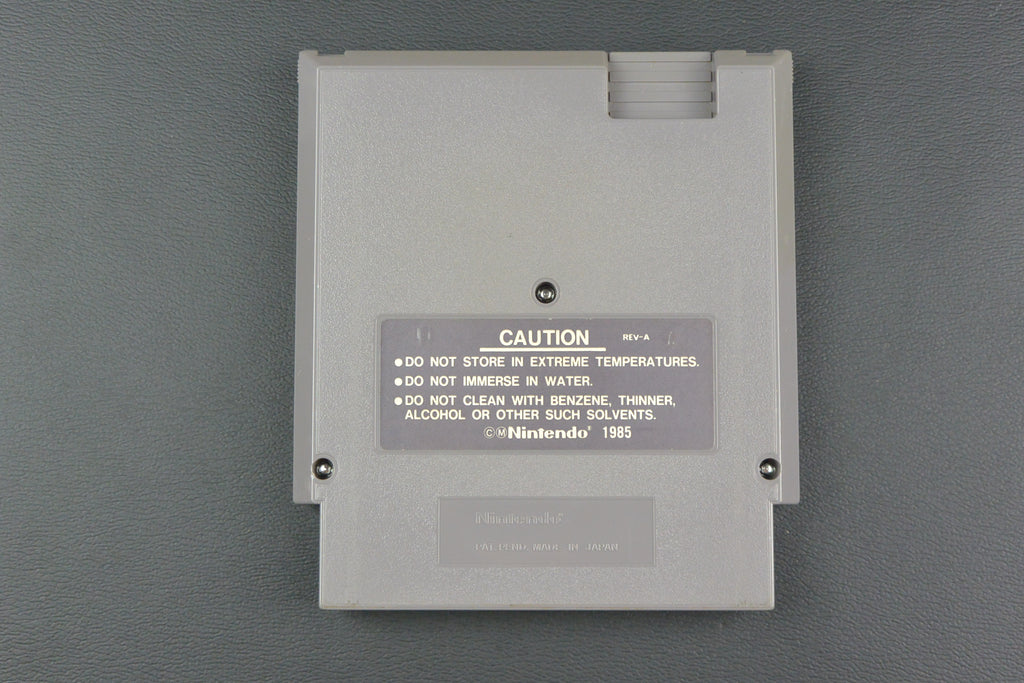 CAUTION REV-A
●DO NOT STORE IN EXTREME TEMPERATURES.
●DO NOT IMMERSE IN WATER.
●DO NOT CLEAN WITH BENZENE, THINNER,
ALCOHOL OR OTHER SUCH SOLVENTS.
©ⓂNintendo® 1985
Nintendo®
PAT. PEND. MADE IN JAPAN